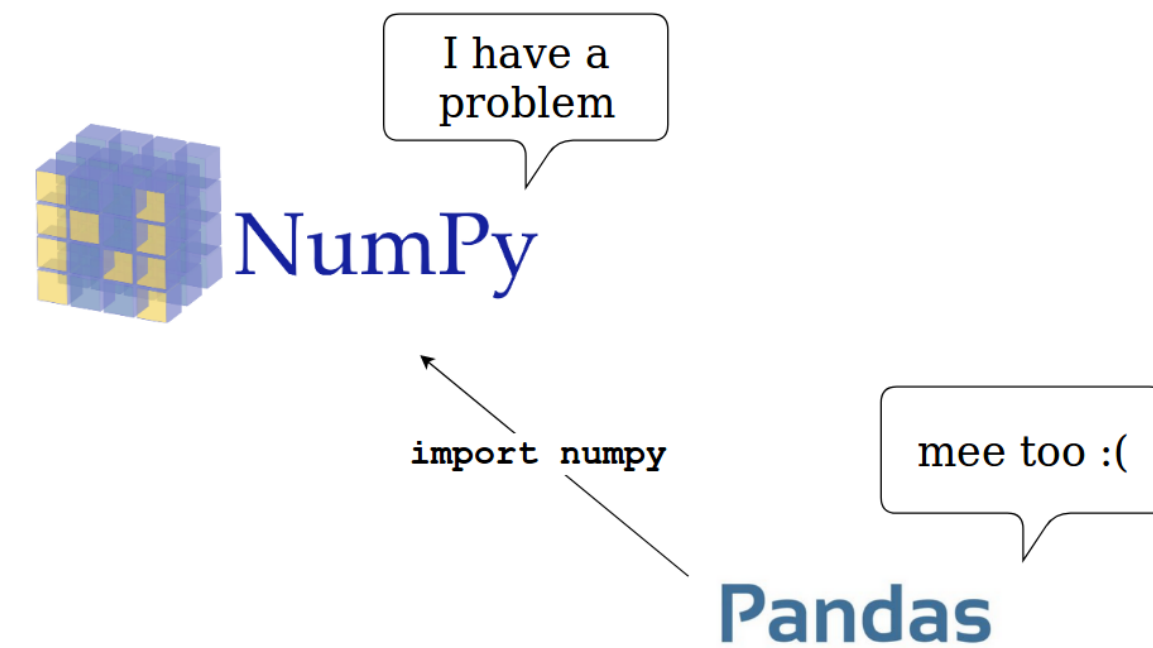 I have a
problem
NumPy
import numpy
mee too :(
Pandas